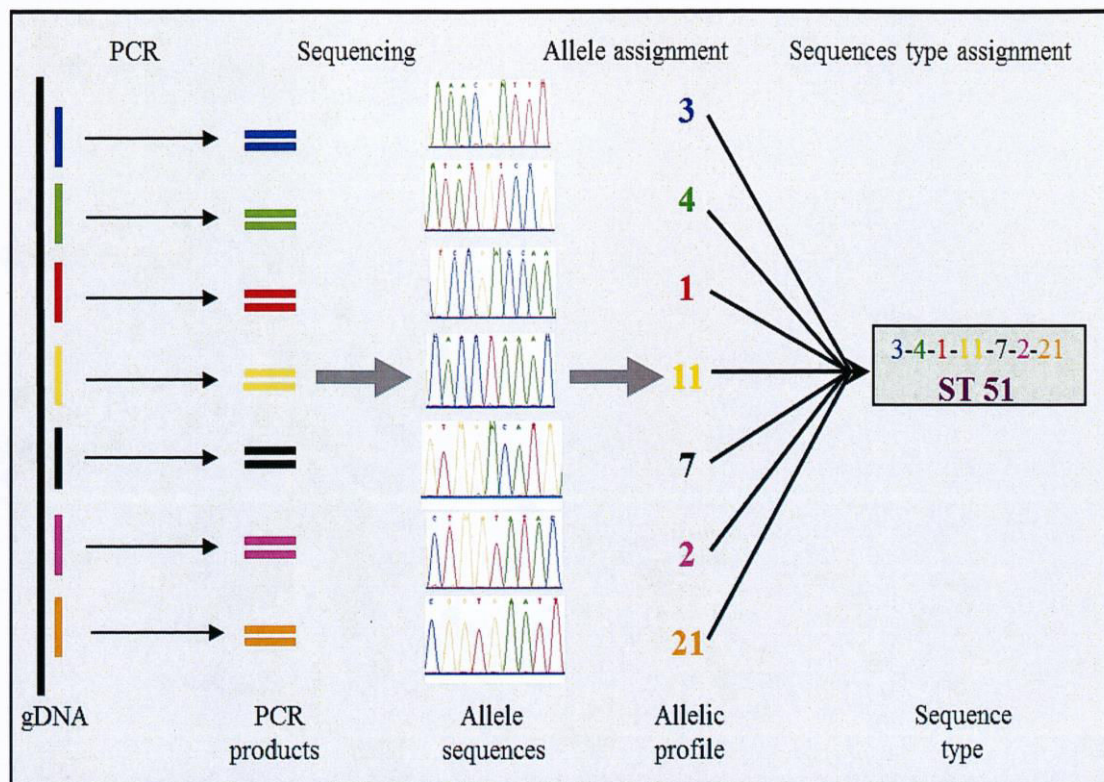 PCR Sequencing Allele assignment Sequences type assignment
3
4
1
11
7
2
21
3-4-1-11-7-2-21
ST 51
gDNA PCR Allele Allelic Sequence
products sequences profile type